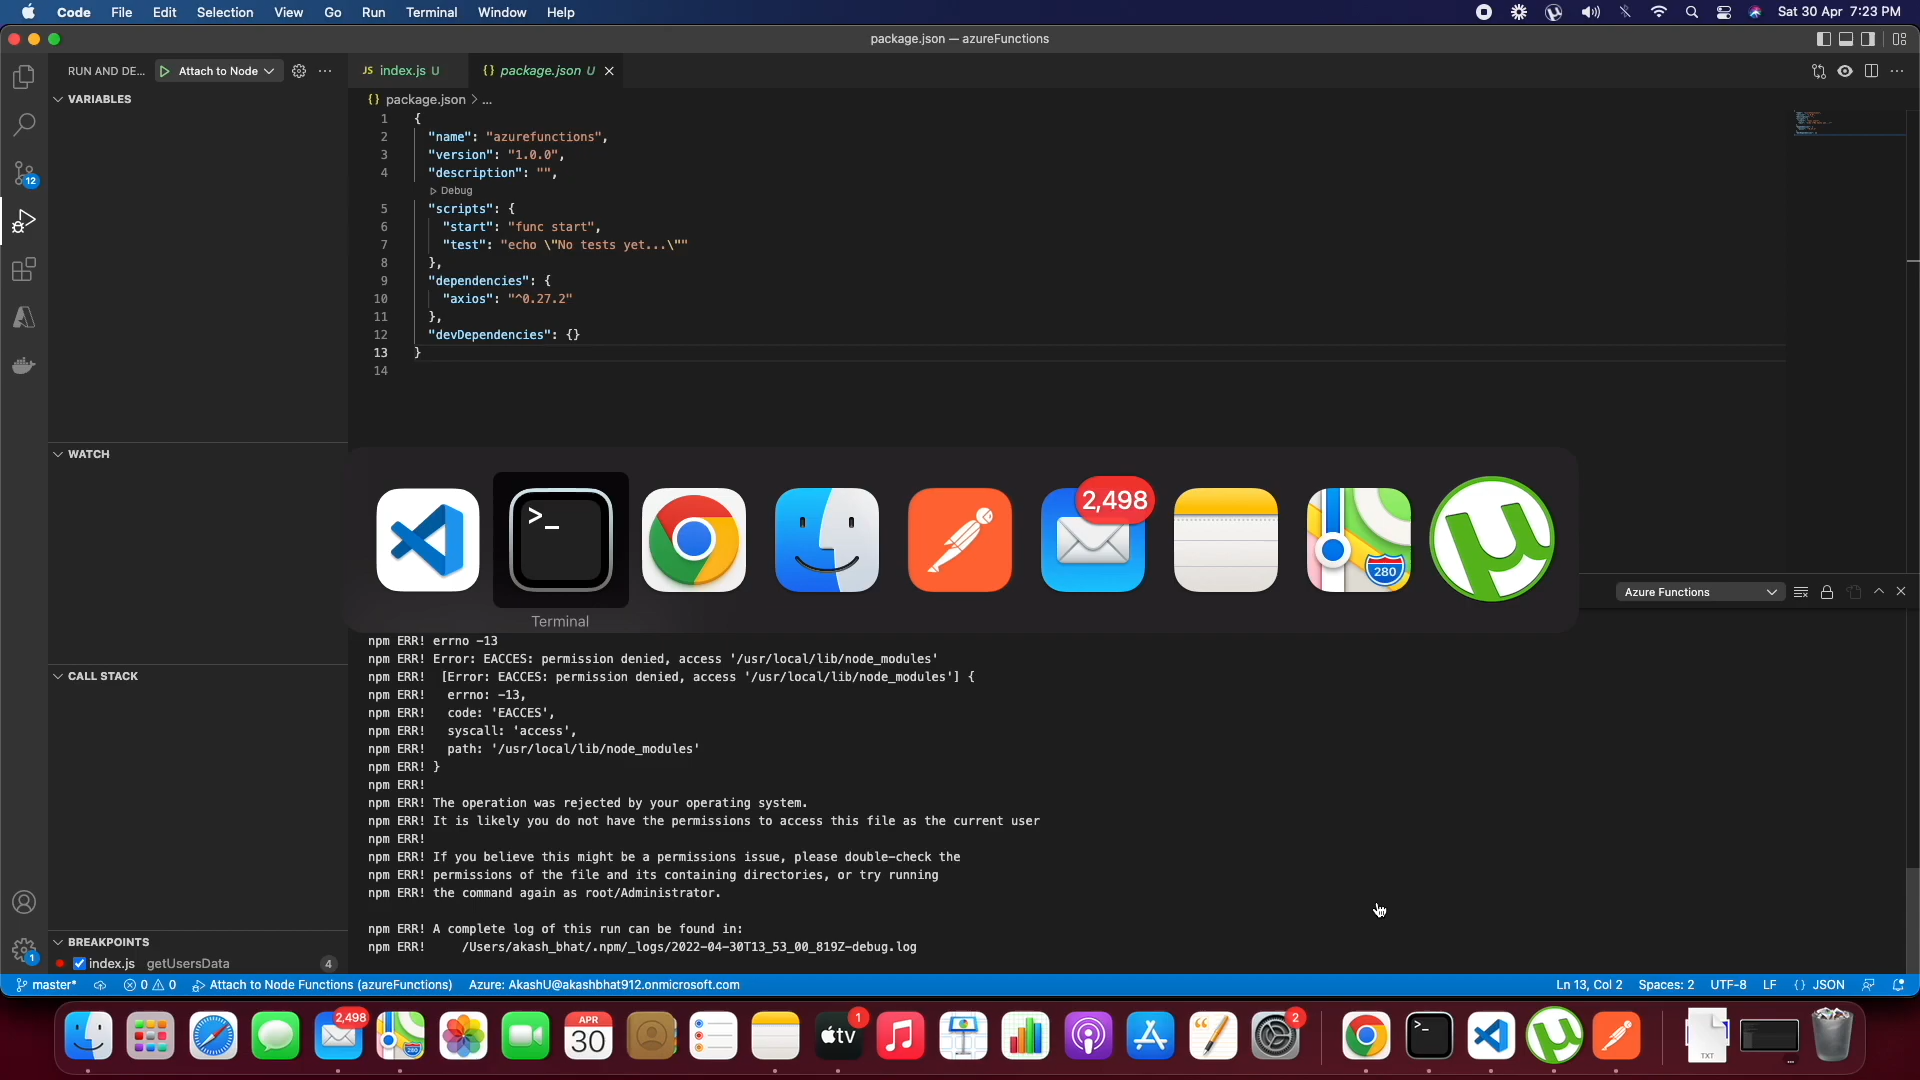 Code File Edit Selection View Go Run Terminal Window Help
Sat 30 Apr 7:23 PM
package.json — azureFunctions
RUN AND DE... Attach to Node
JS index.js U
{} package.json U
VARIABLES
{} package.json > ...
1 {
2 "name": "azurefunctions",
3 "version": "1.0.0",
4 "description": "",
Debug
5 "scripts": {
6 "start": "func start",
7 "test": "echo \"No tests yet...\""
8 },
9 "dependencies": {
10 "axios": "^0.27.2"
11 },
12 "devDependencies": {}
13 }
14
12
WATCH
2,498
280
Terminal
Azure Functions
npm ERR! errno -13
npm ERR! Error: EACCES: permission denied, access '/usr/local/lib/node_modules'
npm ERR! [Error: EACCES: permission denied, access '/usr/local/lib/node_modules'] {
npm ERR! errno: -13,
npm ERR! code: 'EACCES',
npm ERR! syscall: 'access',
npm ERR! path: '/usr/local/lib/node_modules'
npm ERR! }
npm ERR!
npm ERR! The operation was rejected by your operating system.
npm ERR! It is likely you do not have the permissions to access this file as the current user
npm ERR!
npm ERR! If you believe this might be a permissions issue, please double-check the
npm ERR! permissions of the file and its containing directories, or try running
npm ERR! the command again as root/Administrator.
npm ERR! A complete log of this run can be found in:
npm ERR! /Users/akash_bhat/.npm/_logs/2022-04-30T13_53_00_819Z-debug.log
CALL STACK
BREAKPOINTS
index.js getUsersData 4
1
master* 0 0 Attach to Node Functions (azureFunctions) Azure: AkashU@akashbhat912.onmicrosoft.com
Ln 13, Col 2 Spaces: 2 UTF-8 LF {} JSON
2,498
280
APR
30
tv
1
2
TXT